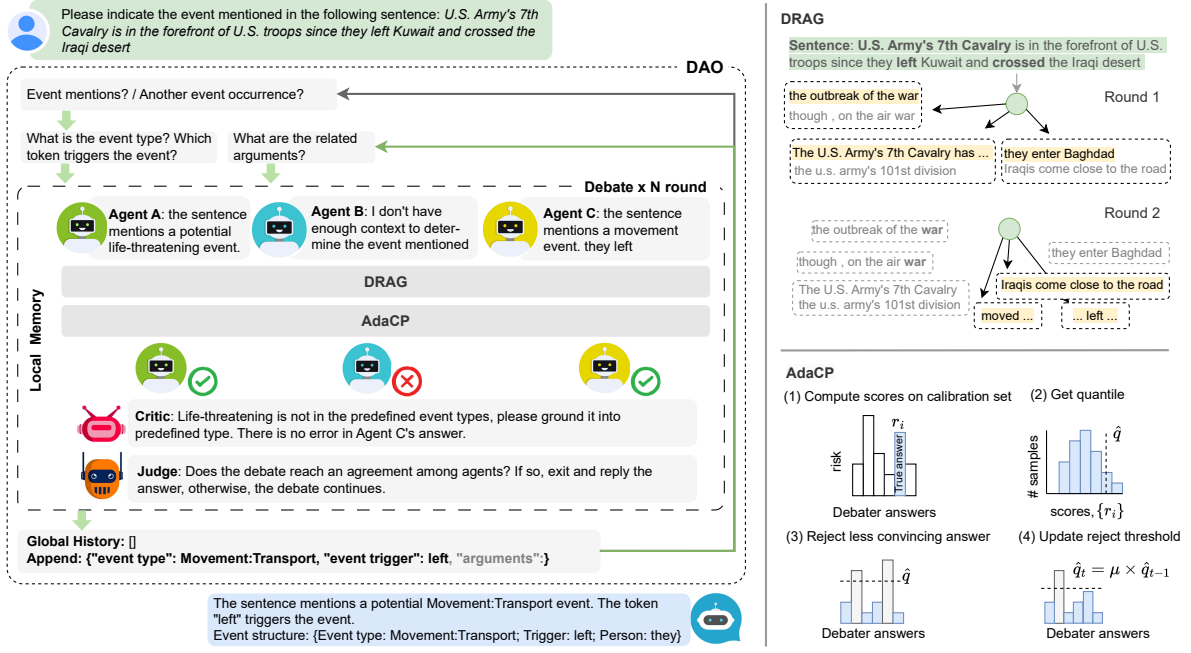 Please indicate the event mentioned in the following sentence: U.S. Army's 7th
Cavalry is in the forefront of U.S. troops since they left Kuwait and crossed the
Iraqi desert
DAO
Event mentions? / Another event occurrence?
What is the event type? Which
token triggers the event?
What are the related
arguments?
Debate x N round
Local Memory
Agent A: the sentence
mentions a potential
life-threatening event.
Agent B: I don't have
enough context to deter-
mine the event mentioned
Agent C: the sentence
mentions a movement
event. they left
DRAG
AdaCP
Critic: Life-threatening is not in the predefined event types, please ground it into
predefined type. There is no error in Agent C's answer.
Judge: Does the debate reach an agreement among agents? If so, exit and reply the
answer, otherwise, the debate continues.
Global History: []
Append: {"event type": Movement:Transport, "event trigger": left, "arguments":}
The sentence mentions a potential Movement:Transport event. The token
"left" triggers the event.
Event structure: {Event type: Movement:Transport; Trigger: left; Person: they}
DRAG
Sentence: U.S. Army's 7th Cavalry is in the forefront of U.S.
troops since they left Kuwait and crossed the Iraqi desert
Round 1
the outbreak of the war
though , on the air war
The U.S. Army's 7th Cavalry has ...
the u.s. army's 101st division
they enter Baghdad
Iraqis come close to the road
Round 2
the outbreak of the war
though , on the air war
The U.S. Army's 7th Cavalry
the u.s. army's 101st division
they enter Baghdad
Iraqis come close to the road
moved ...
... left ...
AdaCP
(1) Compute scores on calibration set
risk
r_i
True answer
Debater answers
(2) Get quantile
# samples
q̂
scores, {r_i}
(3) Reject less convincing answer
q̂
Debater answers
(4) Update reject threshold
q̂_t = μ × q̂_{t-1}
Debater answers